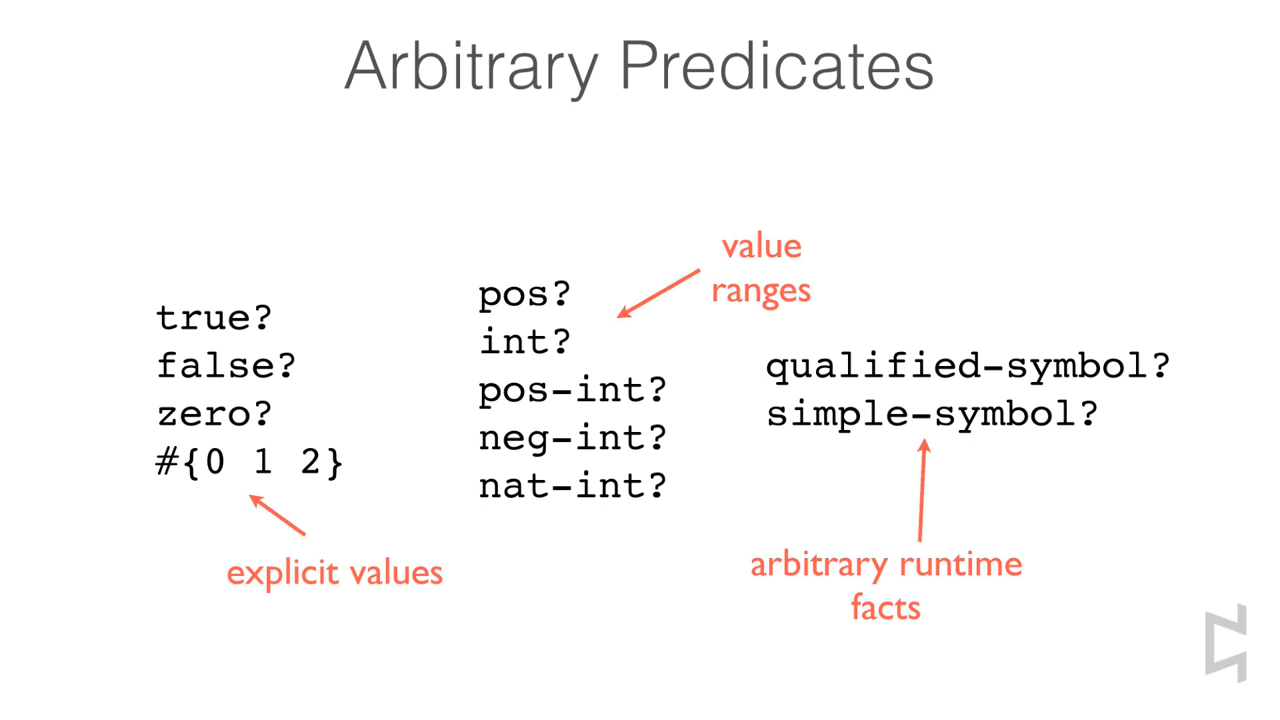 Arbitrary Predicates
true?
false?
zero?
#{0 1 2}
explicit values
pos?
int?
pos-int?
neg-int?
nat-int?
value
ranges
qualified-symbol?
simple-symbol?
arbitrary runtime
facts